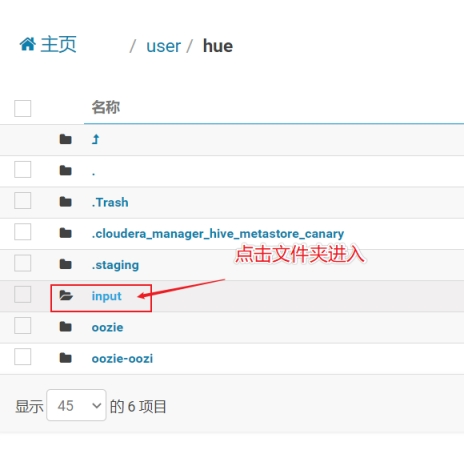 主页 / user / hue
名称
.
.Trash
.cloudera_manager_hive_metastore_canary
点击文件夹进入
.staging
input
oozie
oozie-oozi
显示 45 的 6 项目